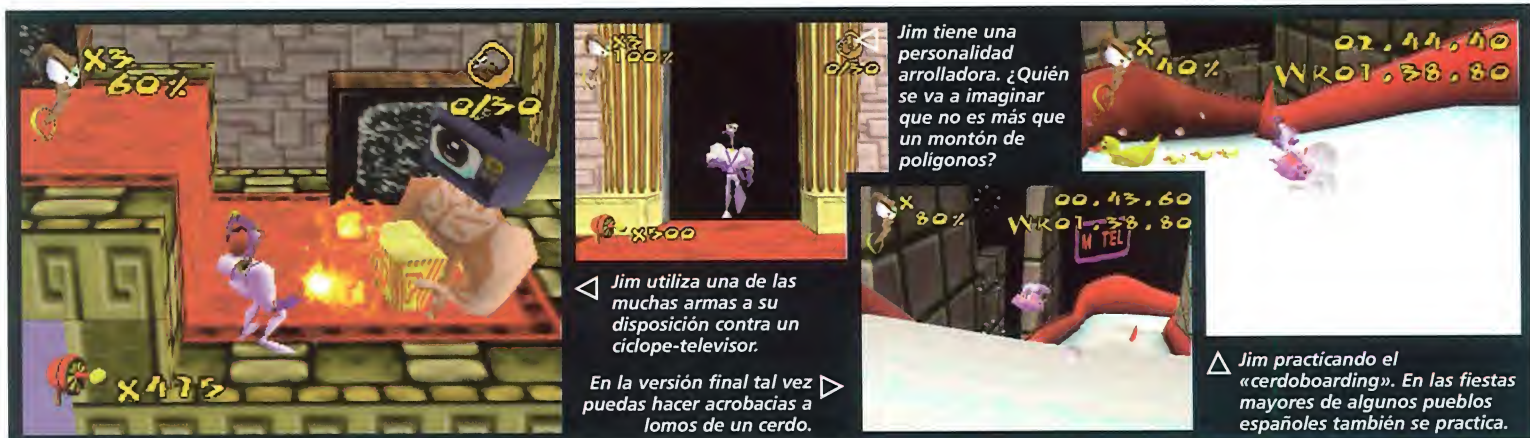 X3
60%
0/30
X475
X3
100%
0/30
X300
Jim tiene una
personalidad
arrolladora. ¿Quién
se va a imaginar
que no es más que
un montón de
polígonos?
X
40%
02.44.40
WR01.38.80
X
80%
00.43.60
WR01.38.80
M TEL
Jim utiliza una de las
muchas armas a su
disposición contra un
cíclope-televisor.
En la versión final tal vez
puedas hacer acrobacias a
lomos de un cerdo.
Jim practicando el
«cerdoboarding». En las fiestas
mayores de algunos pueblos
españoles también se practica.